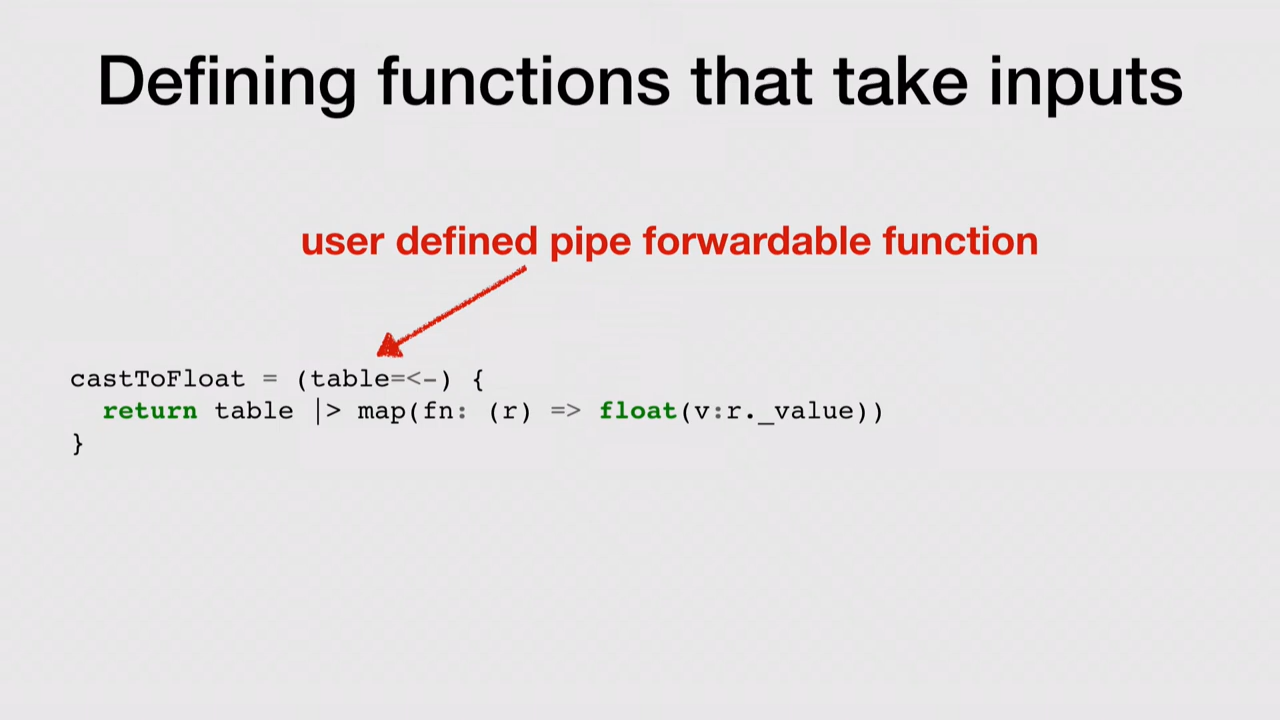 Defining functions that take inputs
user defined pipe forwardable function
castToFloat = (table=<-) {
  return table |> map(fn: (r) => float(v:r._value))
}